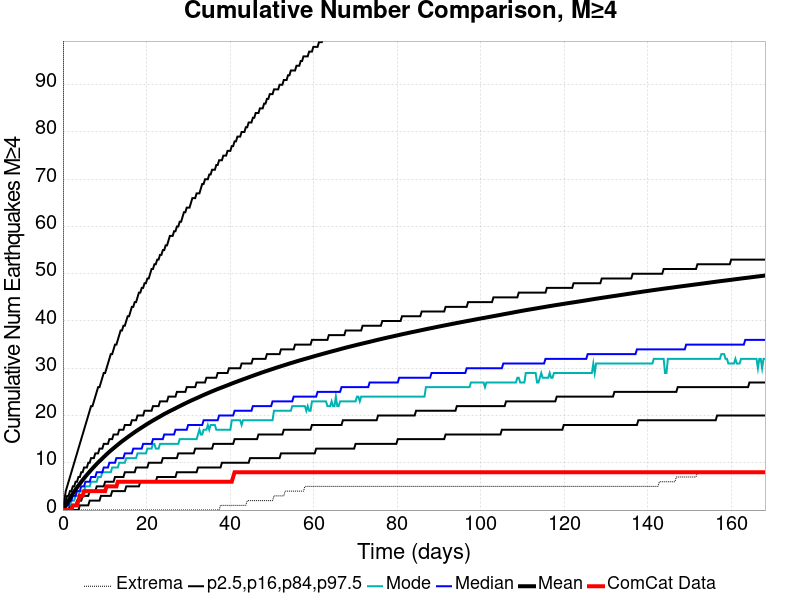 Cumulative Number Comparison, M≥4
Cumulative Num Earthquakes M≥4
90
80
70
60
50
40
30
20
10
0
0 20 40 60 80 100 120 140 160
Time (days)
Extrema p2.5,p16,p84,p97.5 Mode Median Mean ComCat Data